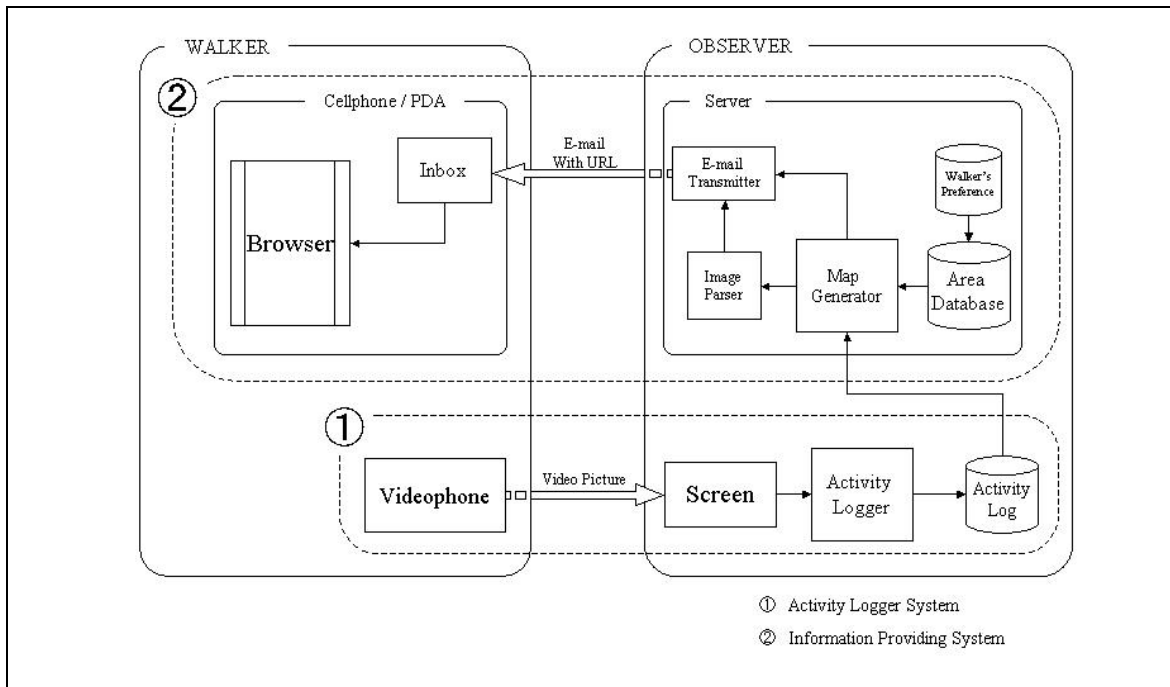 WALKER
OBSERVER
②
Cellphone / PDA
Server
Inbox
E-mail
With URL
E-mail
Transmitter
Walker's
Preference
Browser
Image
Parser
Map
Generator
Area
Database
①
Videophone
Video Picture
Screen
Activity
Logger
Activity
Log
① Activity Logger System
② Information Providing System